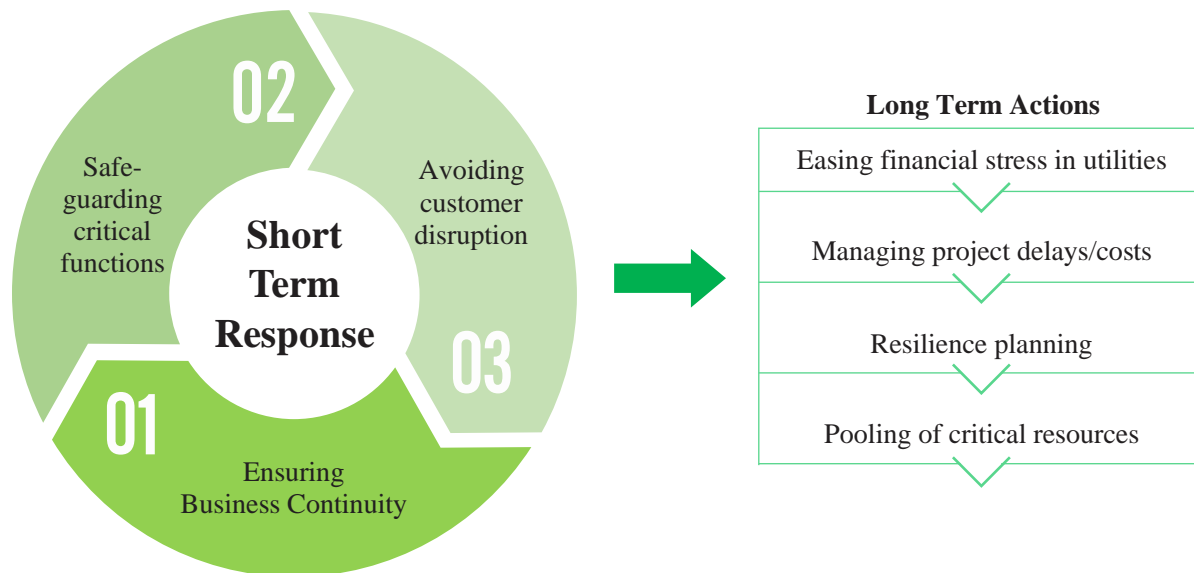 02
Safe-
guarding
critical
functions
Avoiding
customer
disruption
Short
Term
Response
03
01
Ensuring
Business Continuity
Long Term Actions
Easing financial stress in utilities
Managing project delays/costs
Resilience planning
Pooling of critical resources